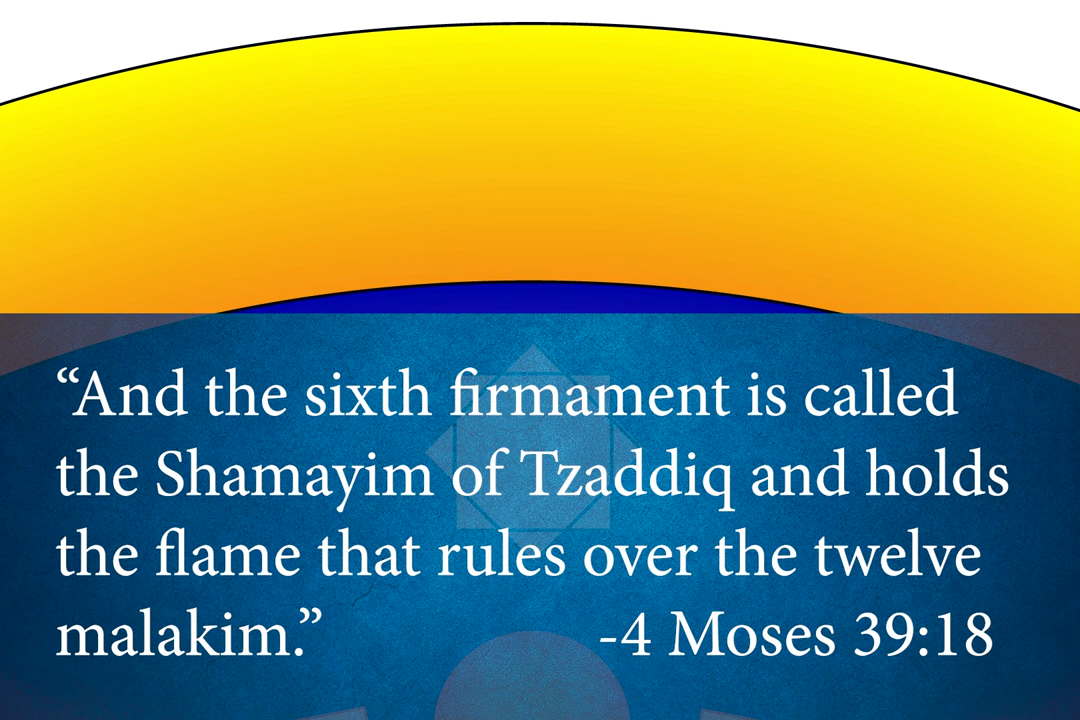 “And the sixth firmament is called
the Shamayim of Tzaddiq and holds
the flame that rules over the twelve
malakim.” -4 Moses 39:18